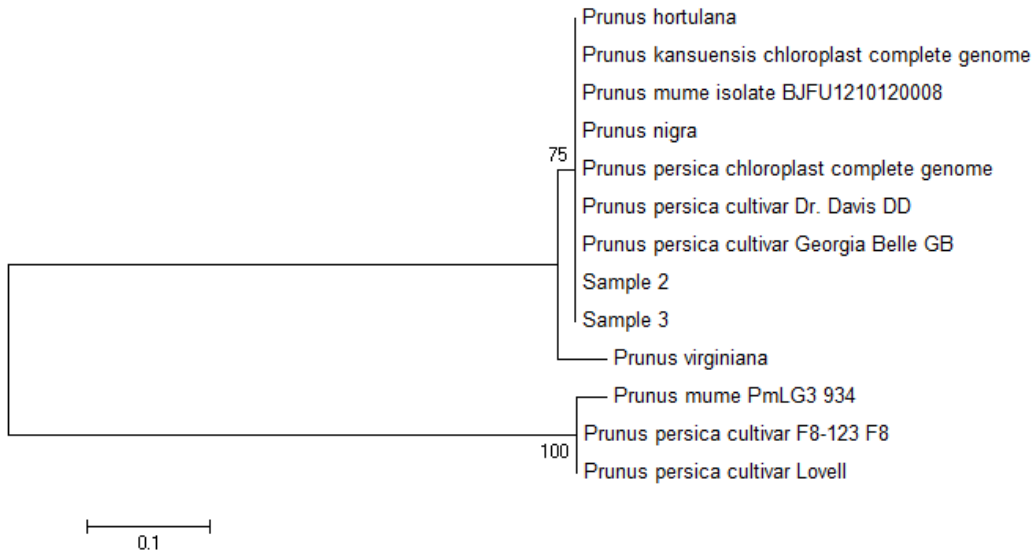 Prunus hortulana
Prunus kansuensis chloroplast complete genome
Prunus mume isolate BJFU1210120008
Prunus nigra
75
Prunus persica chloroplast complete genome
Prunus persica cultivar Dr. Davis DD
Prunus persica cultivar Georgia Belle GB
Sample 2
Sample 3
Prunus virginiana
Prunus mume PmLG3 934
Prunus persica cultivar F8-123 F8
100
Prunus persica cultivar Lovell
0.1